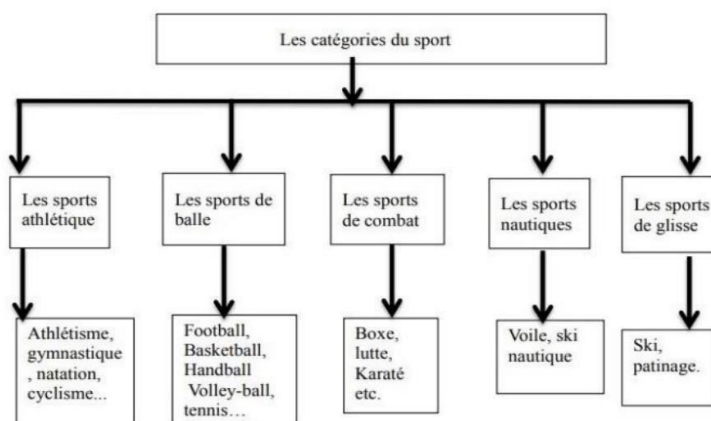 Les catégories du sport
Les sports
athlétique
Les sports de
balle
Les sports
de combat
Les sports
nautiques
Les sports
de glisse
Athlétisme,
gymnastique
, natation,
cyclisme...
Football,
Basketball,
Handball
Volley-ball,
tennis…
Boxe,
lutte,
Karaté
etc.
Voile, ski
nautique
Ski,
patinage.